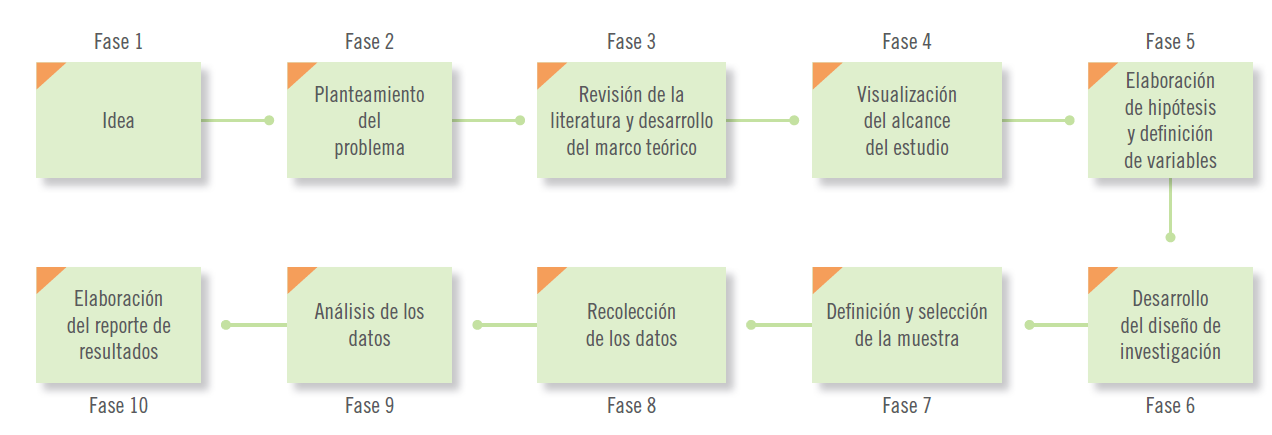 Fase 1
Idea
Fase 2
Planteamiento
del
problema
Fase 3
Revisión de la
literatura y desarrollo
del marco teórico
Fase 4
Visualización
del alcance
del estudio
Fase 5
Elaboración
de hipótesis
y definición
de variables
Desarrollo
del diseño de
investigación
Fase 6
Definición y selección
de la muestra
Fase 7
Recolección
de los datos
Fase 8
Análisis de los
datos
Fase 9
Elaboración
del reporte de
resultados
Fase 10